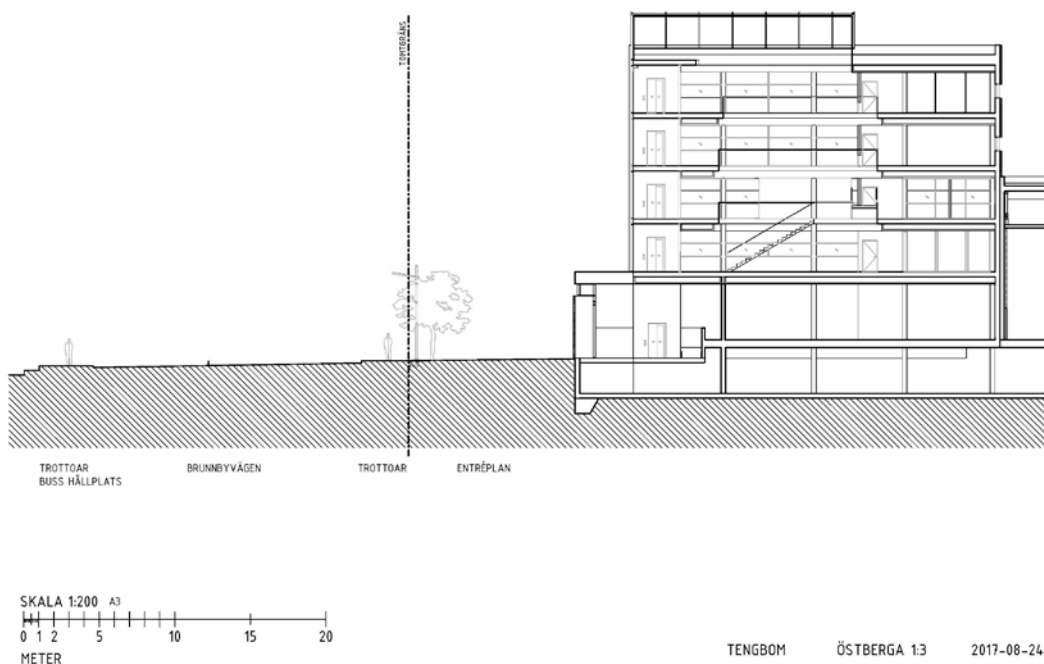 TOMTGRÄNS
TROTTOAR
BUSS HÅLLPLATS
BRUNNBYVÄGEN
TROTTOAR
ENTRÉPLAN
SKALA 1:200 A3
0 1 2 5 10 15 20
METER
TENGBOM ÖSTBERGA 1:3 2017-08-24